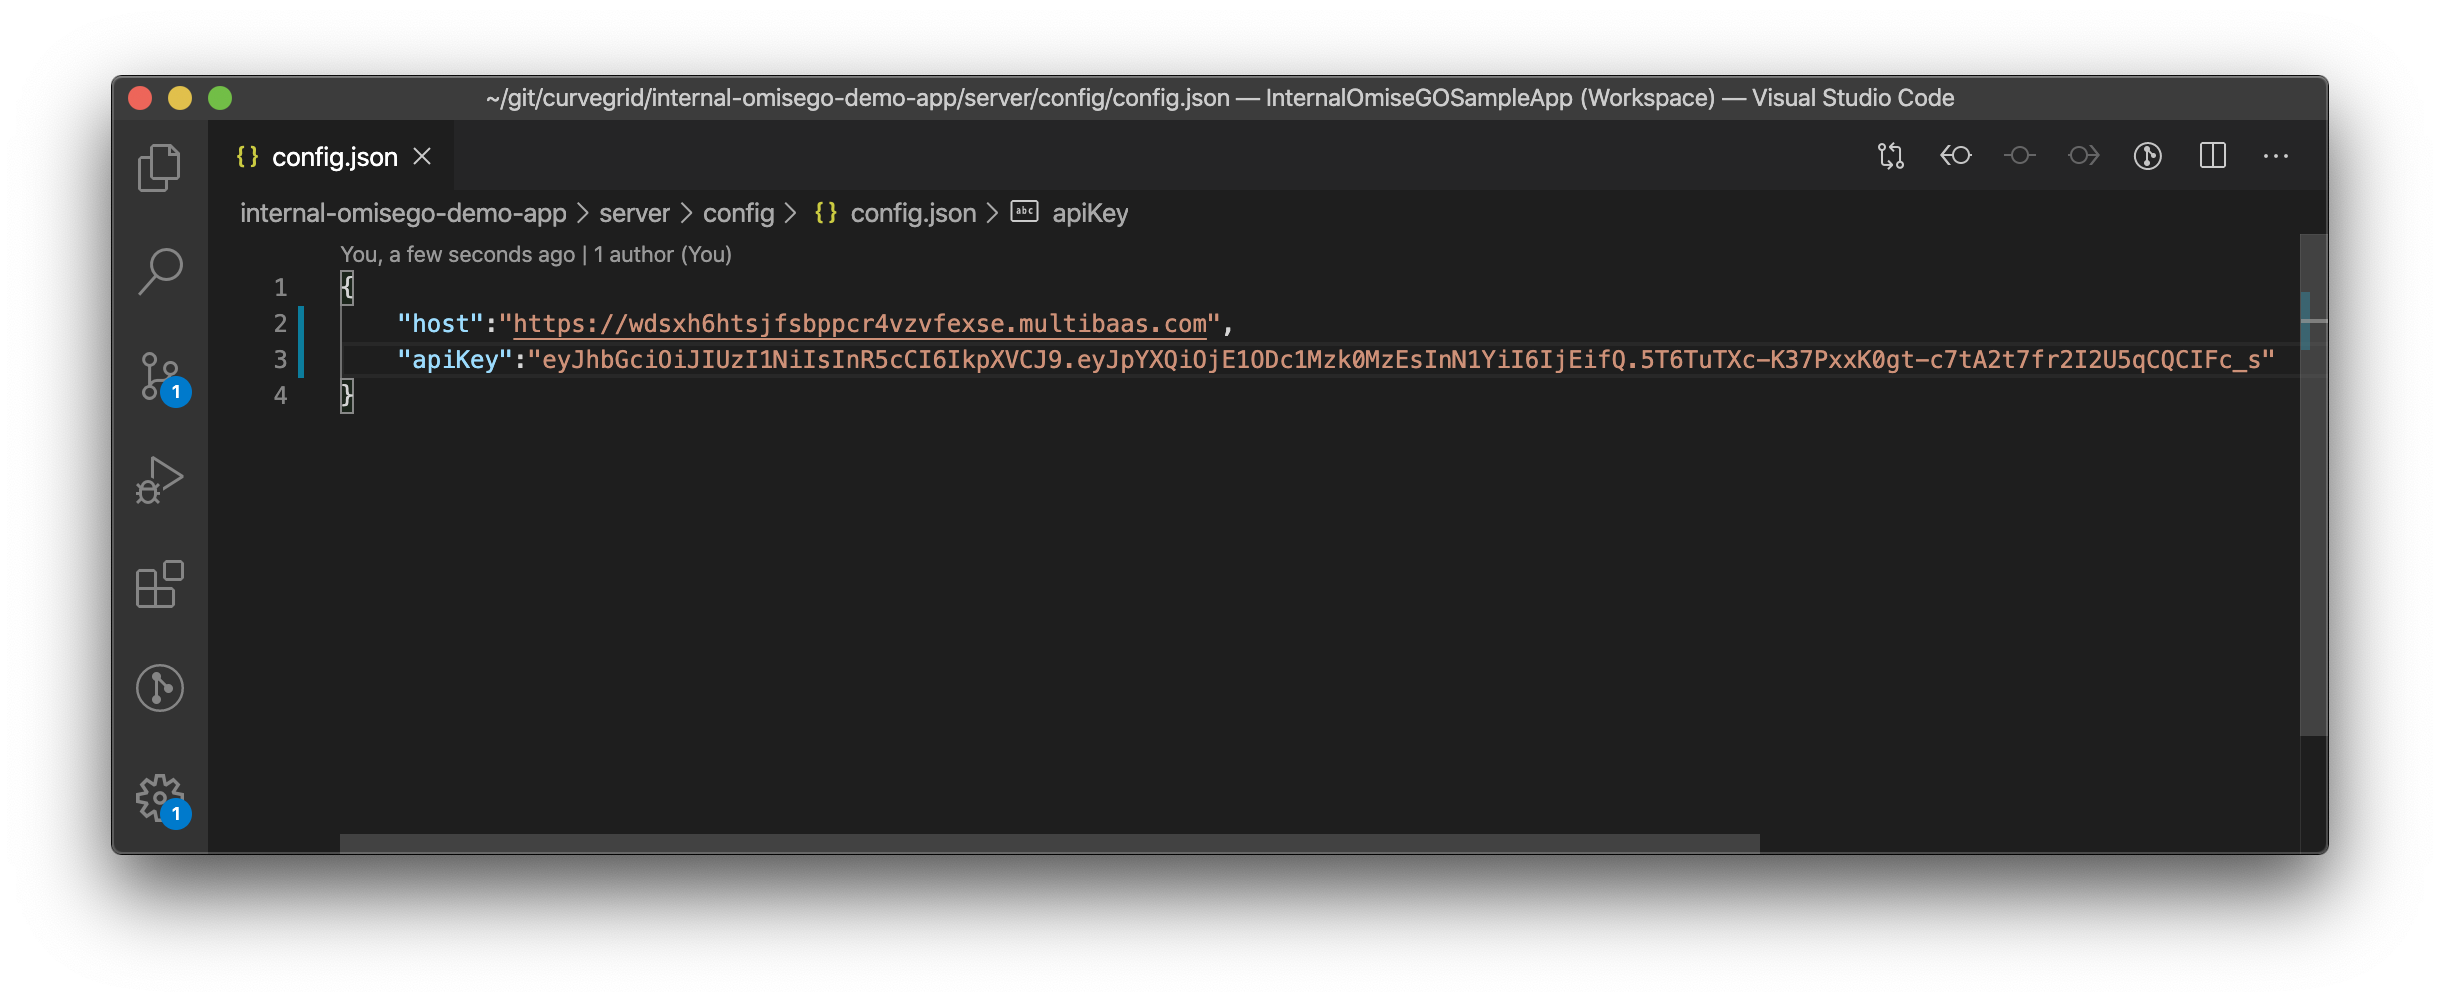 ~/git/curvegrid/internal-omisego-demo-app/server/config/config.json — InternalOmiseGOSampleApp (Workspace) — Visual Studio Code
{} config.json
internal-omisego-demo-app > server > config > {} config.json > abc apiKey
You, a few seconds ago | 1 author (You)
1 {
2 "host":"https://wdsxh6htsjfsbppcr4vzvfexse.multibaas.com",
3 "apiKey":"eyJhbGciOiJIUzI1NiIsInR5cCI6IkpXVCJ9.eyJpYXQiOjE1ODc1Mzk0MzEsInN1YiI6IjEifQ.5T6TuTXc-K37PxxK0gt-c7tA2t7fr2I2U5qCQCIFc_s"
4 }
1
1